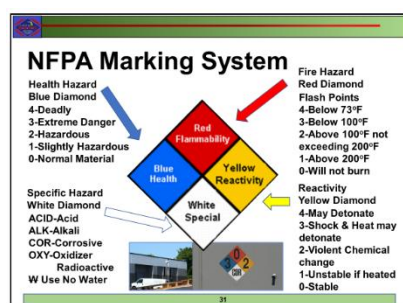 NFPA Marking System
Health Hazard
Blue Diamond
4-Deadly
3-Extreme Danger
2-Hazardous
1-Slightly Hazardous
0-Normal Material
Fire Hazard
Red Diamond
Flash Points
4-Below 73°F
3-Below 100°F
2-Above 100°F not
exceeding 200°F
1-Above 200°F
0-Will not burn
Red
Flammability
Blue
Health
Yellow
Reactivity
White
Special
Specific Hazard
White Diamond
ACID-Acid
ALK-Alkali
COR-Corrosive
OXY-Oxidizer
Radioactive
W Use No Water
Reactivity
Yellow Diamond
4-May Detonate
3-Shock & Heat may
detonate
2-Violent Chemical
change
1-Unstable if heated
0-Stable
0
3
2
COR
31